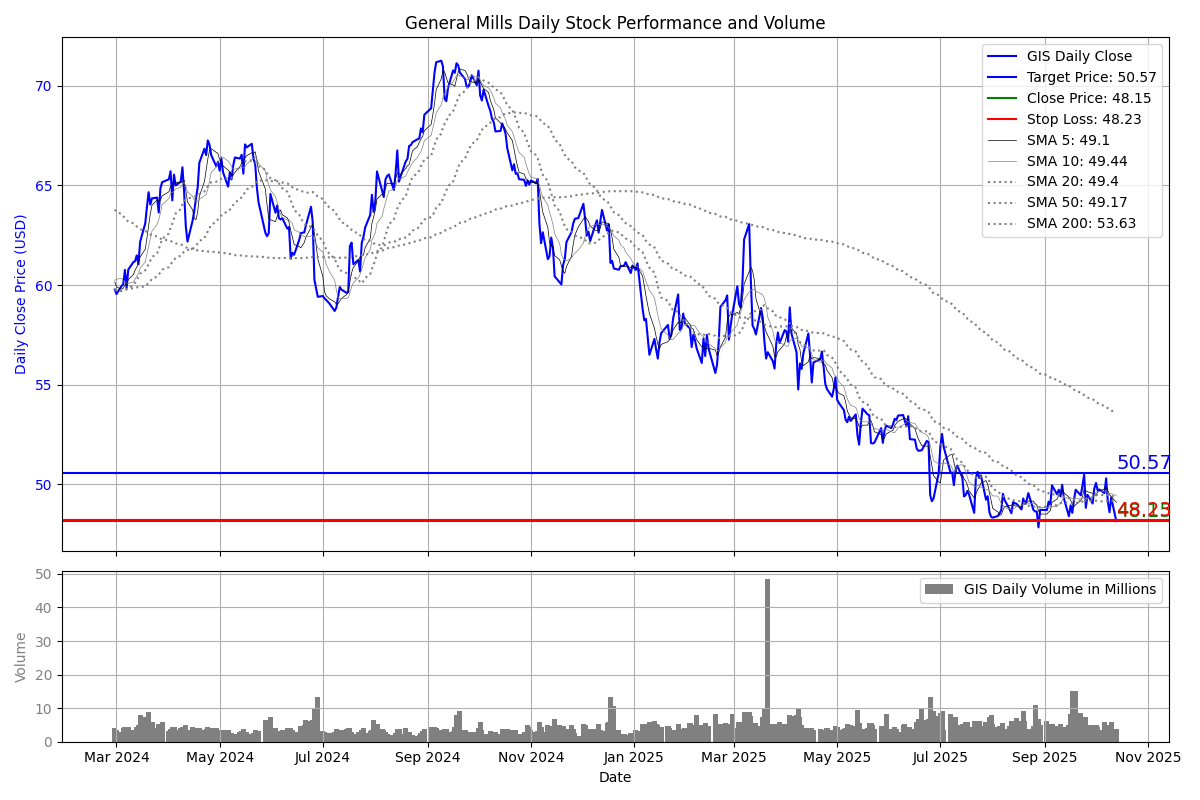 General Mills Daily Stock Performance and Volume
Daily Close Price (USD)
70
65
60
55
50
GIS Daily Close
Target Price: 50.57
Close Price: 48.15
Stop Loss: 48.23
SMA 5: 49.1
SMA 10: 49.44
SMA 20: 49.4
SMA 50: 49.17
SMA 200: 53.63
50.57
48.15
48.23
Volume
50
40
30
20
10
0
GIS Daily Volume in Millions
Mar 2024 May 2024 Jul 2024 Sep 2024 Nov 2024 Jan 2025 Mar 2025 May 2025 Jul 2025 Sep 2025 Nov 2025
Date